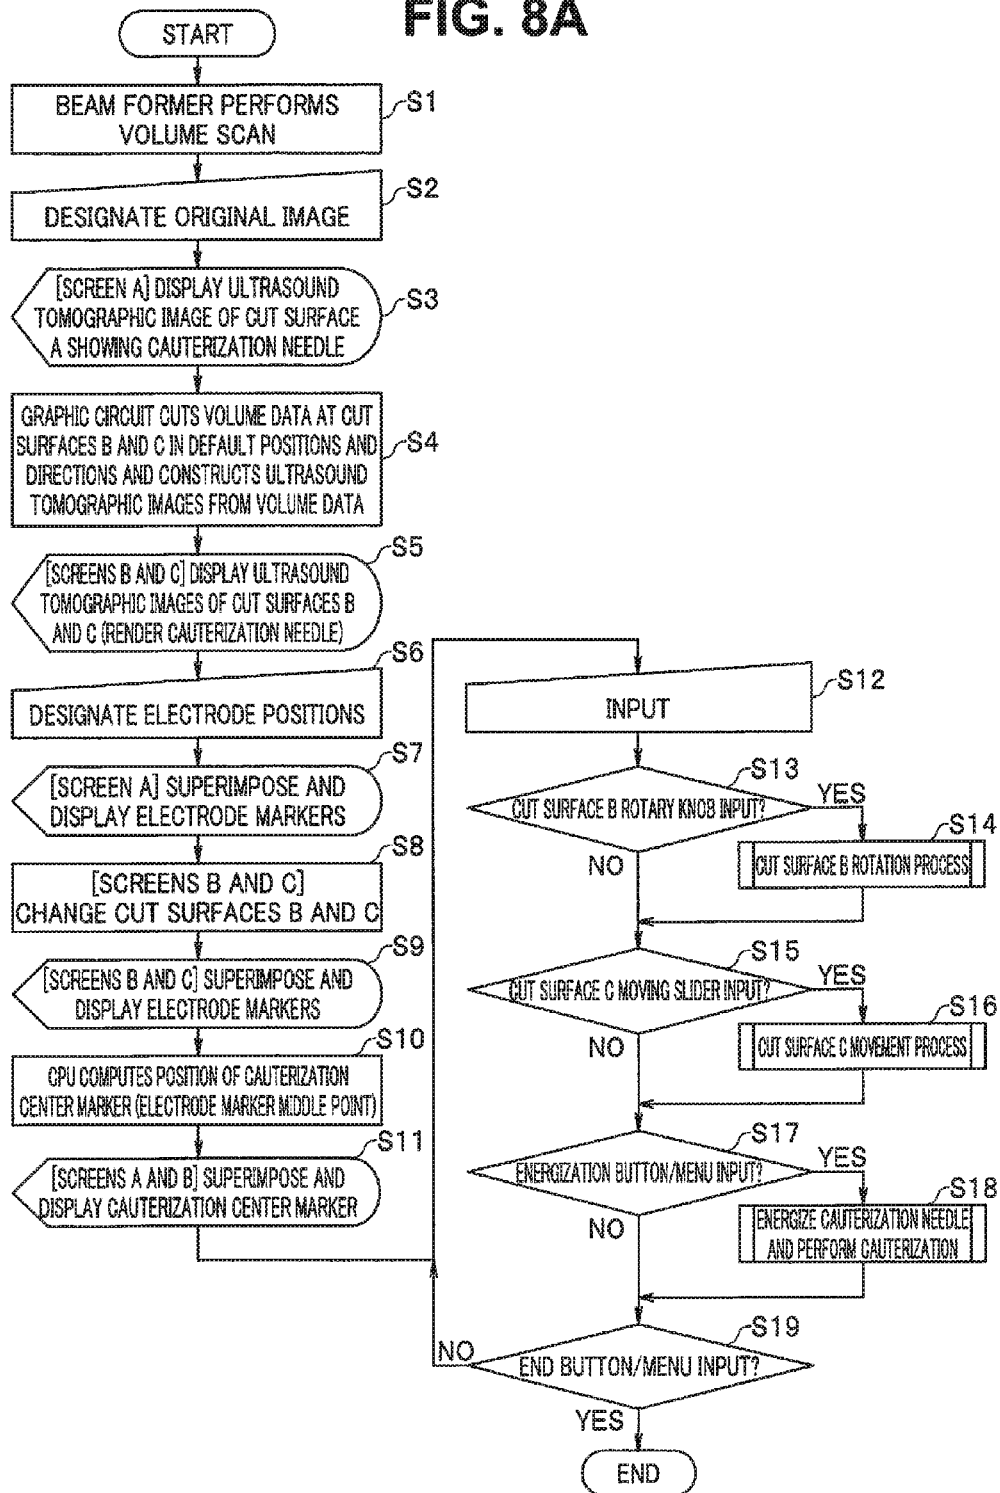 FIG. 8A
START
BEAM FORMER PERFORMS
VOLUME SCAN
S1
DESIGNATE ORIGINAL IMAGE
S2
[SCREEN A] DISPLAY ULTRASOUND
TOMOGRAPHIC IMAGE OF CUT SURFACE
A SHOWING CAUTERIZATION NEEDLE
S3
GRAPHIC CIRCUIT CUTS VOLUME DATA AT CUT
SURFACES B AND C IN DEFAULT POSITIONS AND
DIRECTIONS AND CONSTRUCTS ULTRASOUND
TOMOGRAPHIC IMAGES FROM VOLUME DATA
S4
[SCREENS B AND C] DISPLAY ULTRASOUND
TOMOGRAPHIC IMAGES OF CUT SURFACES B
AND C (RENDER CAUTERIZATION NEEDLE)
S5
DESIGNATE ELECTRODE POSITIONS
S6
[SCREEN A] SUPERIMPOSE AND
DISPLAY ELECTRODE MARKERS
S7
[SCREENS B AND C]
CHANGE CUT SURFACES B AND C
S8
[SCREENS B AND C] SUPERIMPOSE AND
DISPLAY ELECTRODE MARKERS
S9
CPU COMPUTES POSITION OF CAUTERIZATION
CENTER MARKER (ELECTRODE MARKER MIDDLE POINT)
S10
[SCREENS A AND B] SUPERIMPOSE AND
DISPLAY CAUTERIZATION CENTER MARKER
S11
INPUT
S12
CUT SURFACE B ROTARY KNOB INPUT?
S13
YES
NO
CUT SURFACE B ROTATION PROCESS
S14
CUT SURFACE C MOVING SLIDER INPUT?
S15
YES
NO
CUT SURFACE C MOVEMENT PROCESS
S16
ENERGIZATION BUTTON/MENU INPUT?
S17
YES
NO
ENERGIZE CAUTERIZATION NEEDLE
AND PERFORM CAUTERIZATION
S18
END BUTTON/MENU INPUT?
S19
NO
YES
END